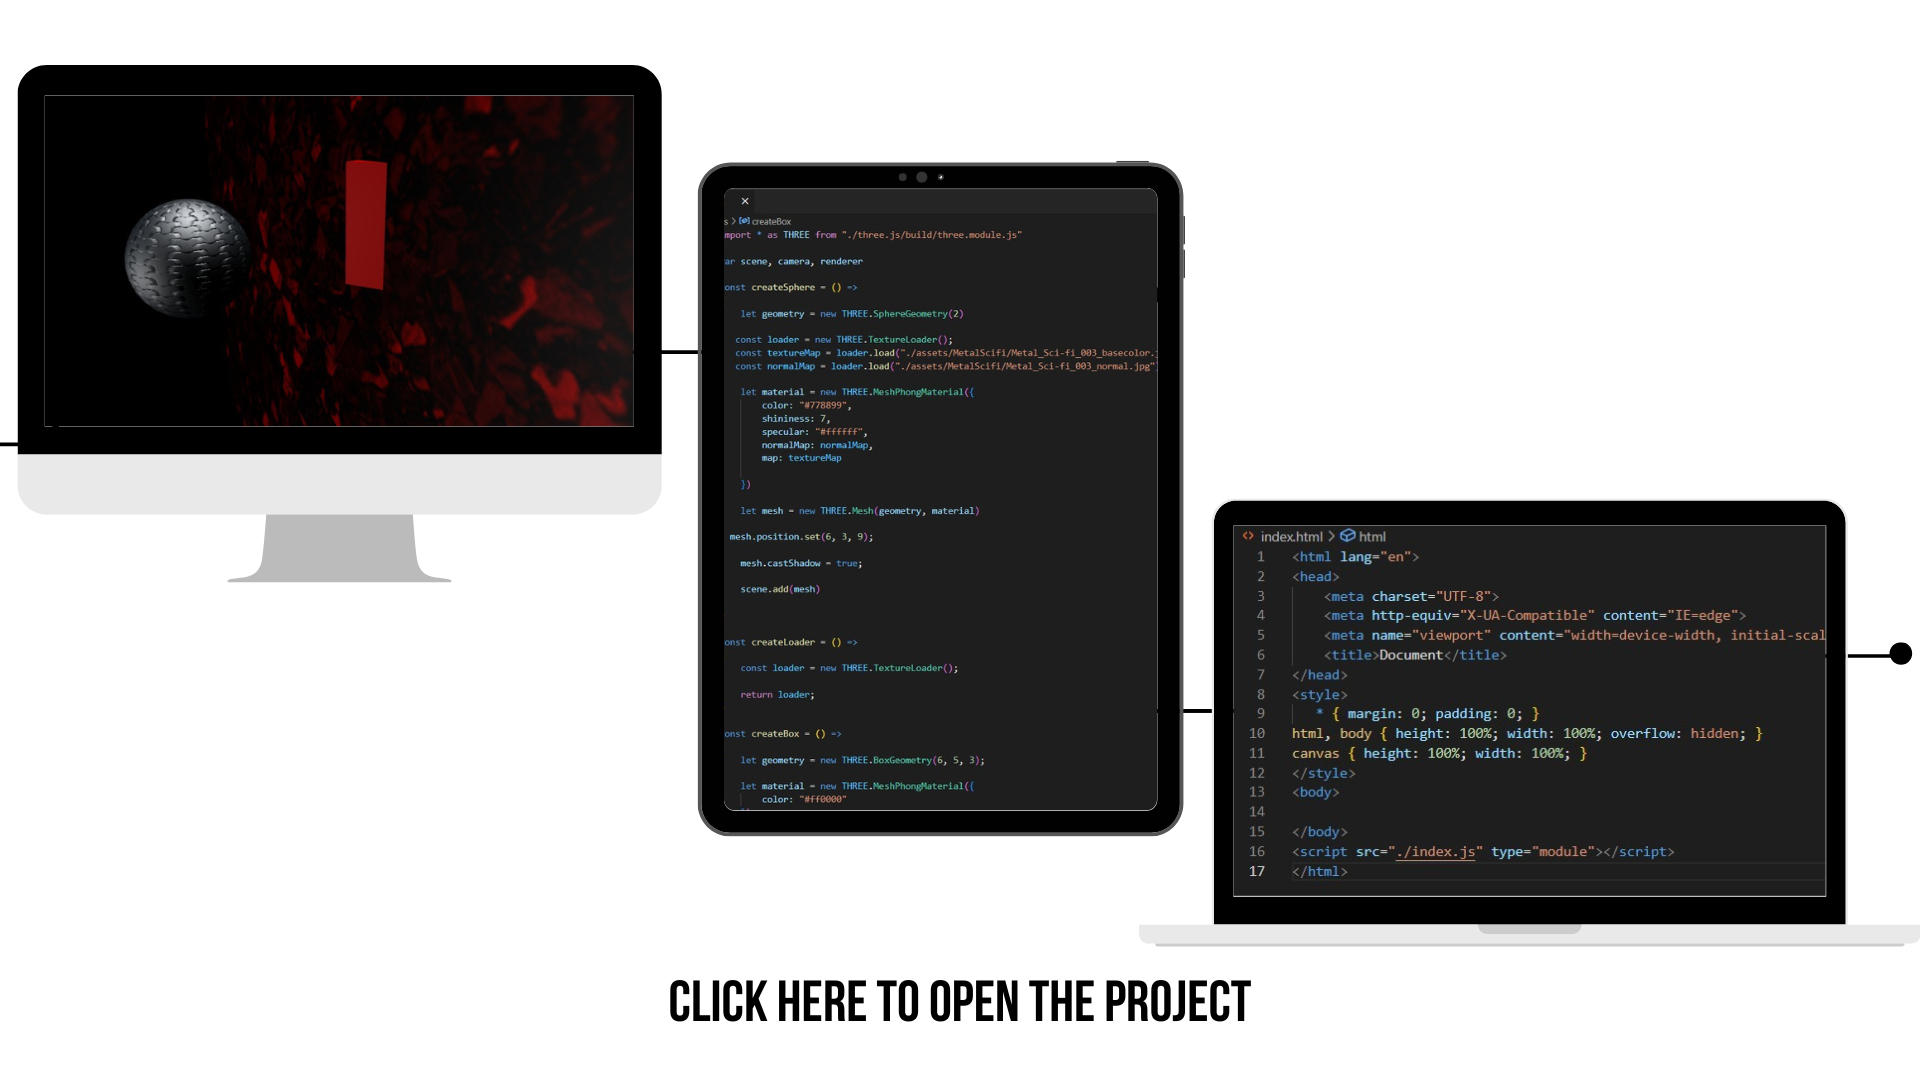 createBox
mport * as THREE from "./three.js/build/three.module.js"
ar scene, camera, renderer
onst createSphere = () =>
let geometry = new THREE.SphereGeometry(2)
const loader = new THREE.TextureLoader();
const textureMap = loader.load("./assets/MetalScifi/Metal_Sci-fi_003_basecolor.j
const normalMap = loader.load("./assets/MetalScifi/Metal_Sci-fi_003_normal.jpg"
let material = new THREE.MeshPhongMaterial({
color: "#778899",
shininess: 7,
specular: "#ffffff",
normalMap: normalMap,
map: textureMap
})
let mesh = new THREE.Mesh(geometry, material)
mesh.position.set(6, 3, 9);
mesh.castShadow = true;
scene.add(mesh)
onst createLoader = () =>
const loader = new THREE.TextureLoader();
return loader;
onst createBox = () =>
let geometry = new THREE.BoxGeometry(6, 5, 3);
let material = new THREE.MeshPhongMaterial({
color: "#ff0000"
index.html > html
1 <html lang="en">
2 <head>
3 <meta charset="UTF-8">
4 <meta http-equiv="X-UA-Compatible" content="IE=edge">
5 <meta name="viewport" content="width=device-width, initial-scal
6 <title>Document</title>
7 </head>
8 <style>
9 * { margin: 0; padding: 0; }
10 html, body { height: 100%; width: 100%; overflow: hidden; }
11 canvas { height: 100%; width: 100%; }
12 </style>
13 <body>
14
15 </body>
16 <script src="./index.js" type="module"></script>
17 </html>
CLICK HERE TO OPEN THE PROJECT